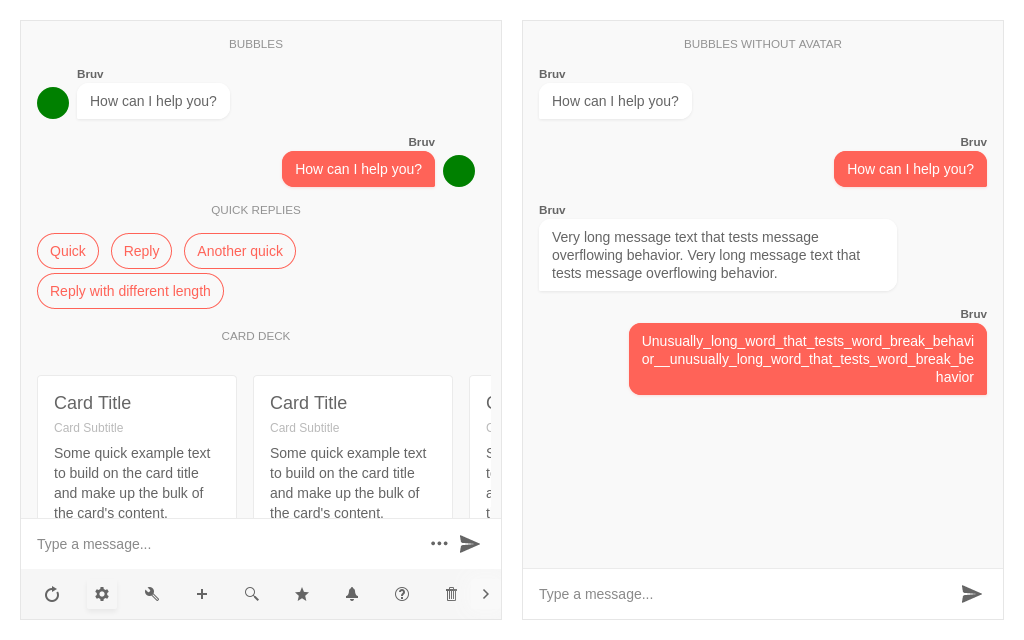 BUBBLES
Bruv
How can I help you?
Bruv
How can I help you?
QUICK REPLIES
Quick
Reply
Another quick
Reply with different length
CARD DECK
Card Title
Card Subtitle
Some quick example text
to build on the card title
and make up the bulk of
the card's content.
Card Title
Card Subtitle
Some quick example text
to build on the card title
and make up the bulk of
the card's content.
Type a message...
BUBBLES WITHOUT AVATAR
Bruv
How can I help you?
Bruv
How can I help you?
Bruv
Very long message text that tests message
overflowing behavior. Very long message text that
tests message overflowing behavior.
Bruv
Unusually_long_word_that_tests_word_break_behavi
or__unusually_long_word_that_tests_word_break_be
havior
Type a message...